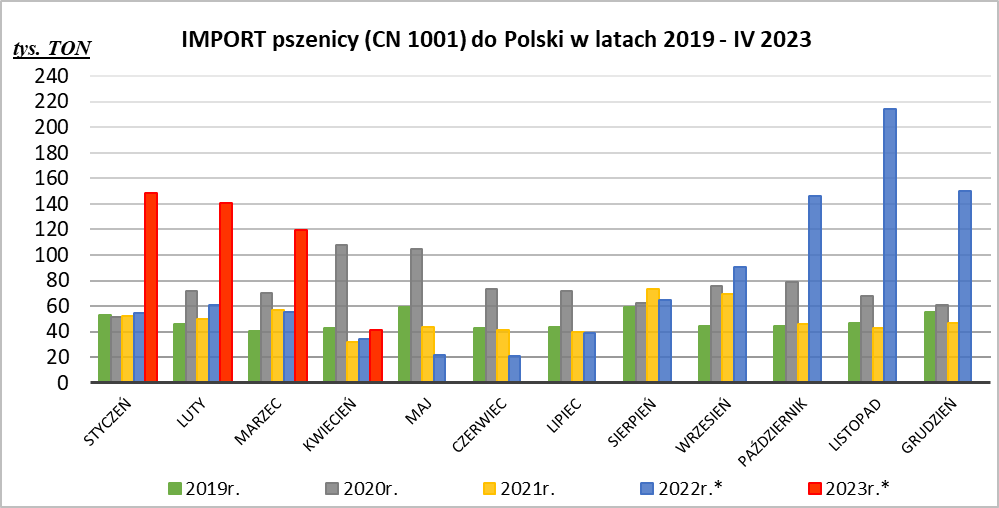 IMPORT pszenicy (CN 1001) do Polski w latach 2019 - IV 2023
tys. TON
240
220
200
180
160
140
120
100
80
60
40
20
0
STYCZEŃ
LUTY
MARZEC
KWIECIEŃ
MAJ
CZERWIEC
LIPIEC
SIERPIEŃ
WRZESIEŃ
PAŹDZIERNIK
LISTOPAD
GRUDZIEŃ
2019r. 2020r. 2021r. 2022r.* 2023r.*